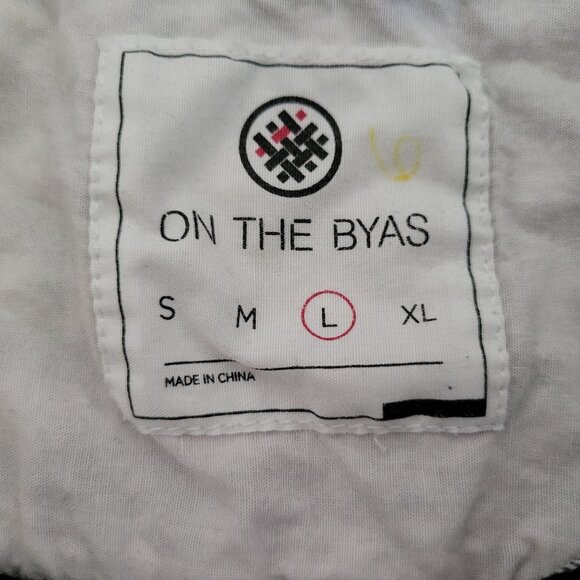 ON THE BYAS
S M L XL
MADE IN CHINA